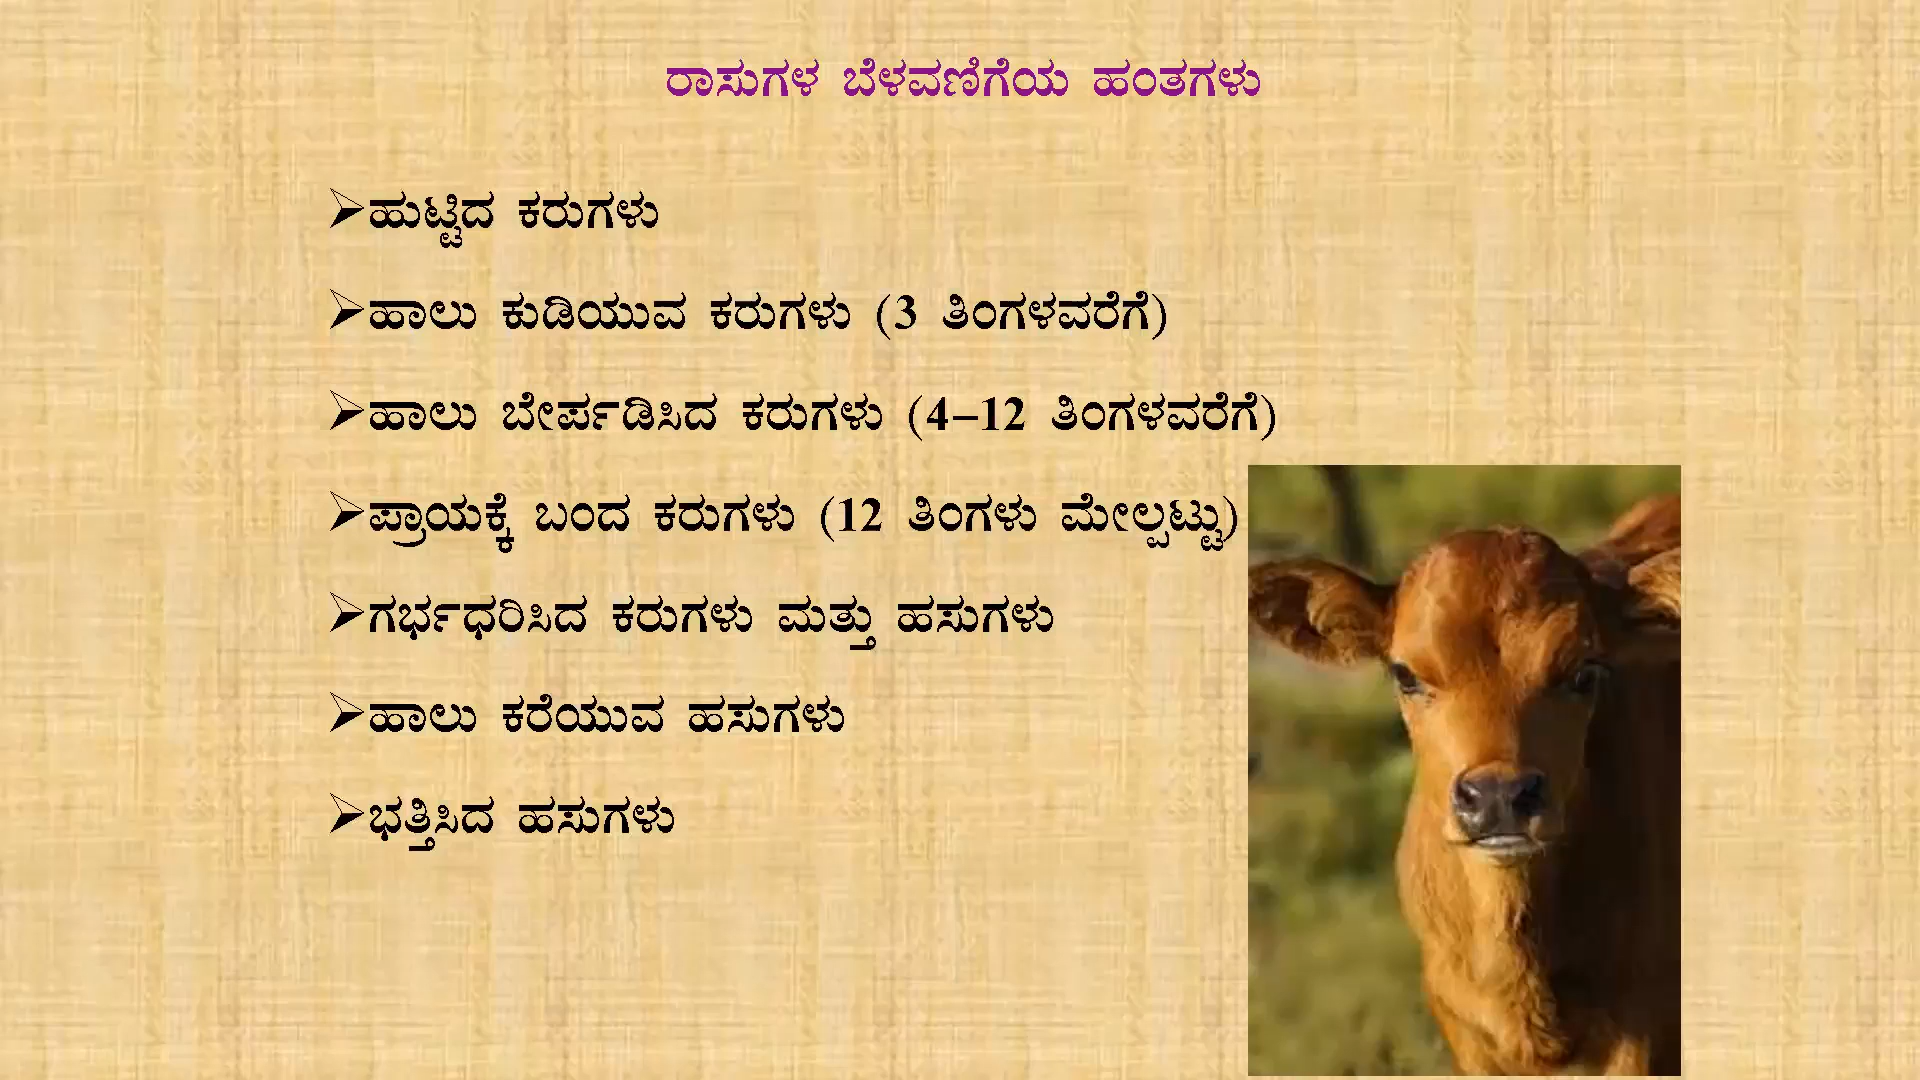 ರಾಸುಗಳ ಬೆಳವಣಿಗೆಯ ಹಂತಗಳು
➢ಹುಟ್ಟಿದ ಕರುಗಳು
➢ಹಾಲು ಕುಡಿಯುವ ಕರುಗಳು (3 ತಿಂಗಳವರೆಗೆ)
➢ಹಾಲು ಬೇರ್ಪಡಿಸಿದ ಕರುಗಳು (4–12 ತಿಂಗಳವರೆಗೆ)
➢ಪ್ರಾಯಕ್ಕೆ ಬಂದ ಕರುಗಳು (12 ತಿಂಗಳು ಮೇಲ್ಪಟ್ಟು)
➢ಗರ್ಭಧರಿಸಿದ ಕರುಗಳು ಮತ್ತು ಹಸುಗಳು
➢ಹಾಲು ಕರೆಯುವ ಹಸುಗಳು
➢ಭತ್ತಿಸಿದ ಹಸುಗಳು